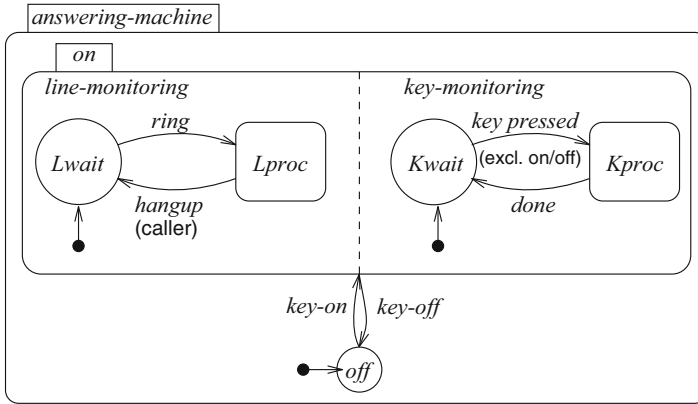 answering-machine
on
line-monitoring
key-monitoring
ring
key pressed
Lwait
Lproc
Kwait
(excl. on/off)
Kproc
hangup
(caller)
done
key-on
key-off
off